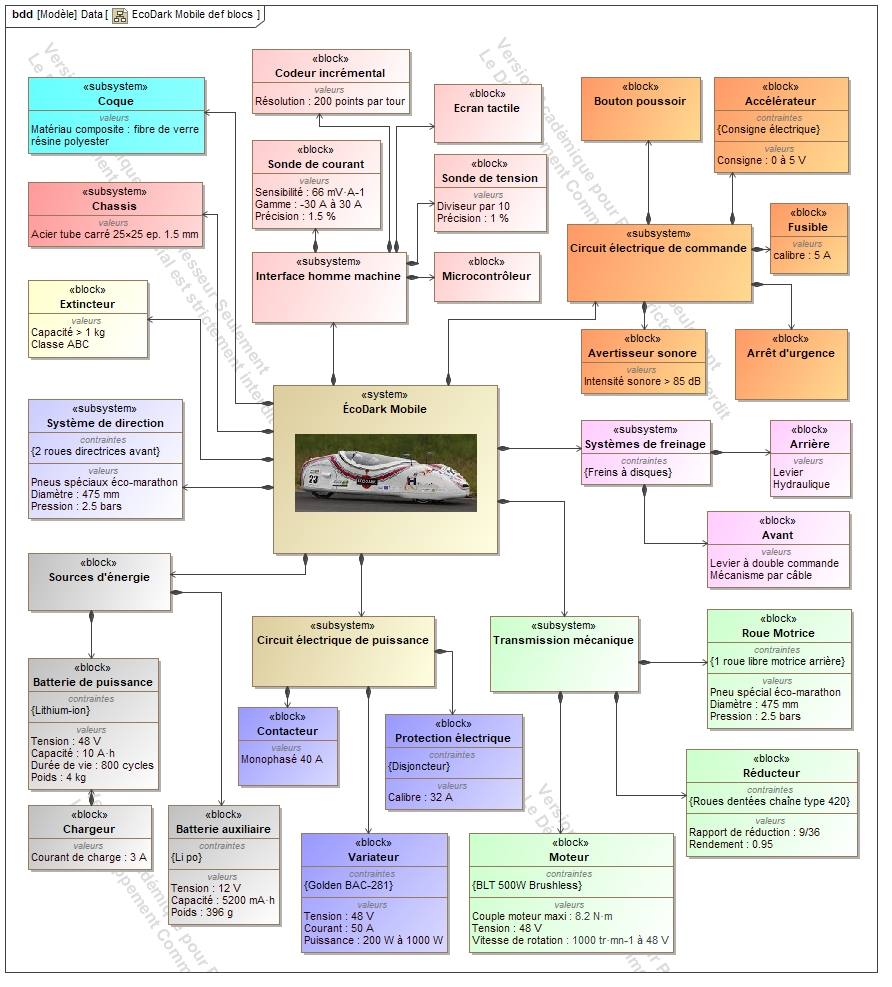 bdd [Modèle] Data [ EcoDark Mobile def blocs ]
«subsystem»
Coque
valeurs
Matériau composite : fibre de verre
résine polyester
«block»
Codeur incrémental
valeurs
Résolution : 200 points par tour
«block»
Ecran tactile
«block»
Bouton poussoir
«block»
Accélérateur
contraintes
{Consigne électrique}
valeurs
Consigne : 0 à 5 V
«subsystem»
Chassis
valeurs
Acier tube carré 25×25 ep. 1.5 mm
«block»
Sonde de courant
valeurs
Sensibilité : 66 mV·A-1
Gamme : -30 A à 30 A
Précision : 1.5 %
«block»
Sonde de tension
valeurs
Diviseur par 10
Précision : 1 %
«subsystem»
Circuit électrique de commande
«block»
Fusible
valeurs
calibre : 5 A
«block»
Extincteur
valeurs
Capacité > 1 kg
Classe ABC
«subsystem»
Interface homme machine
«block»
Microcontrôleur
«block»
Avertisseur sonore
valeurs
Intensité sonore > 85 dB
«block»
Arrêt d'urgence
«subsystem»
Système de direction
contraintes
{2 roues directrices avant}
valeurs
Pneus spéciaux éco-marathon
Diamètre : 475 mm
Pression : 2.5 bars
«system»
ÉcoDark Mobile
23
«subsystem»
Systèmes de freinage
contraintes
{Freins à disques}
«block»
Arrière
valeurs
Levier
Hydraulique
«block»
Avant
valeurs
Levier à double commande
Mécanisme par câble
«block»
Sources d'énergie
«subsystem»
Circuit électrique de puissance
«subsystem»
Transmission mécanique
«block»
Roue Motrice
contraintes
{1 roue libre motrice arrière}
valeurs
Pneu spécial éco-marathon
Diamètre : 475 mm
Pression : 2.5 bars
«block»
Batterie de puissance
contraintes
{Lithium-ion}
valeurs
Tension : 48 V
Capacité : 10 A·h
Durée de vie : 800 cycles
Poids : 4 kg
«block»
Contacteur
valeurs
Monophasé 40 A
«block»
Protection électrique
contraintes
{Disjoncteur}
valeurs
Calibre : 32 A
«block»
Réducteur
contraintes
{Roues dentées chaîne type 420}
valeurs
Rapport de réduction : 9/36
Rendement : 0.95
«block»
Chargeur
valeurs
Courant de charge : 3 A
«block»
Batterie auxiliaire
contraintes
{Li po}
valeurs
Tension : 12 V
Capacité : 5200 mA·h
Poids : 396 g
«block»
Variateur
contraintes
{Golden BAC-281}
valeurs
Tension : 48 V
Courant : 50 A
Puissance : 200 W à 1000 W
«block»
Moteur
contraintes
{BLT 500W Brushless}
valeurs
Couple moteur maxi : 8.2 N·m
Tension : 48 V
Vitesse de rotation : 1000 tr·mn-1 à 48 V